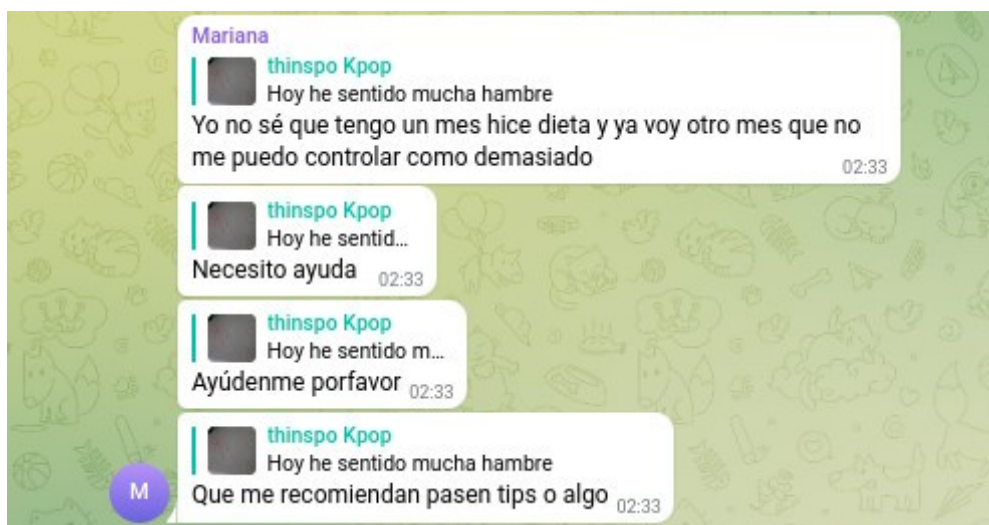 Mariana
thinspo Kpop
Hoy he sentido mucha hambre
Yo no sé que tengo un mes hice dieta y ya voy otro mes que no
me puedo controlar como demasiado
02:33
thinspo Kpop
Hoy he sentid...
Necesito ayuda 02:33
thinspo Kpop
Hoy he sentido m...
Ayúdenme porfavor 02:33
thinspo Kpop
Hoy he sentido mucha hambre
M
Que me recomiendan pasen tips o algo 02:33